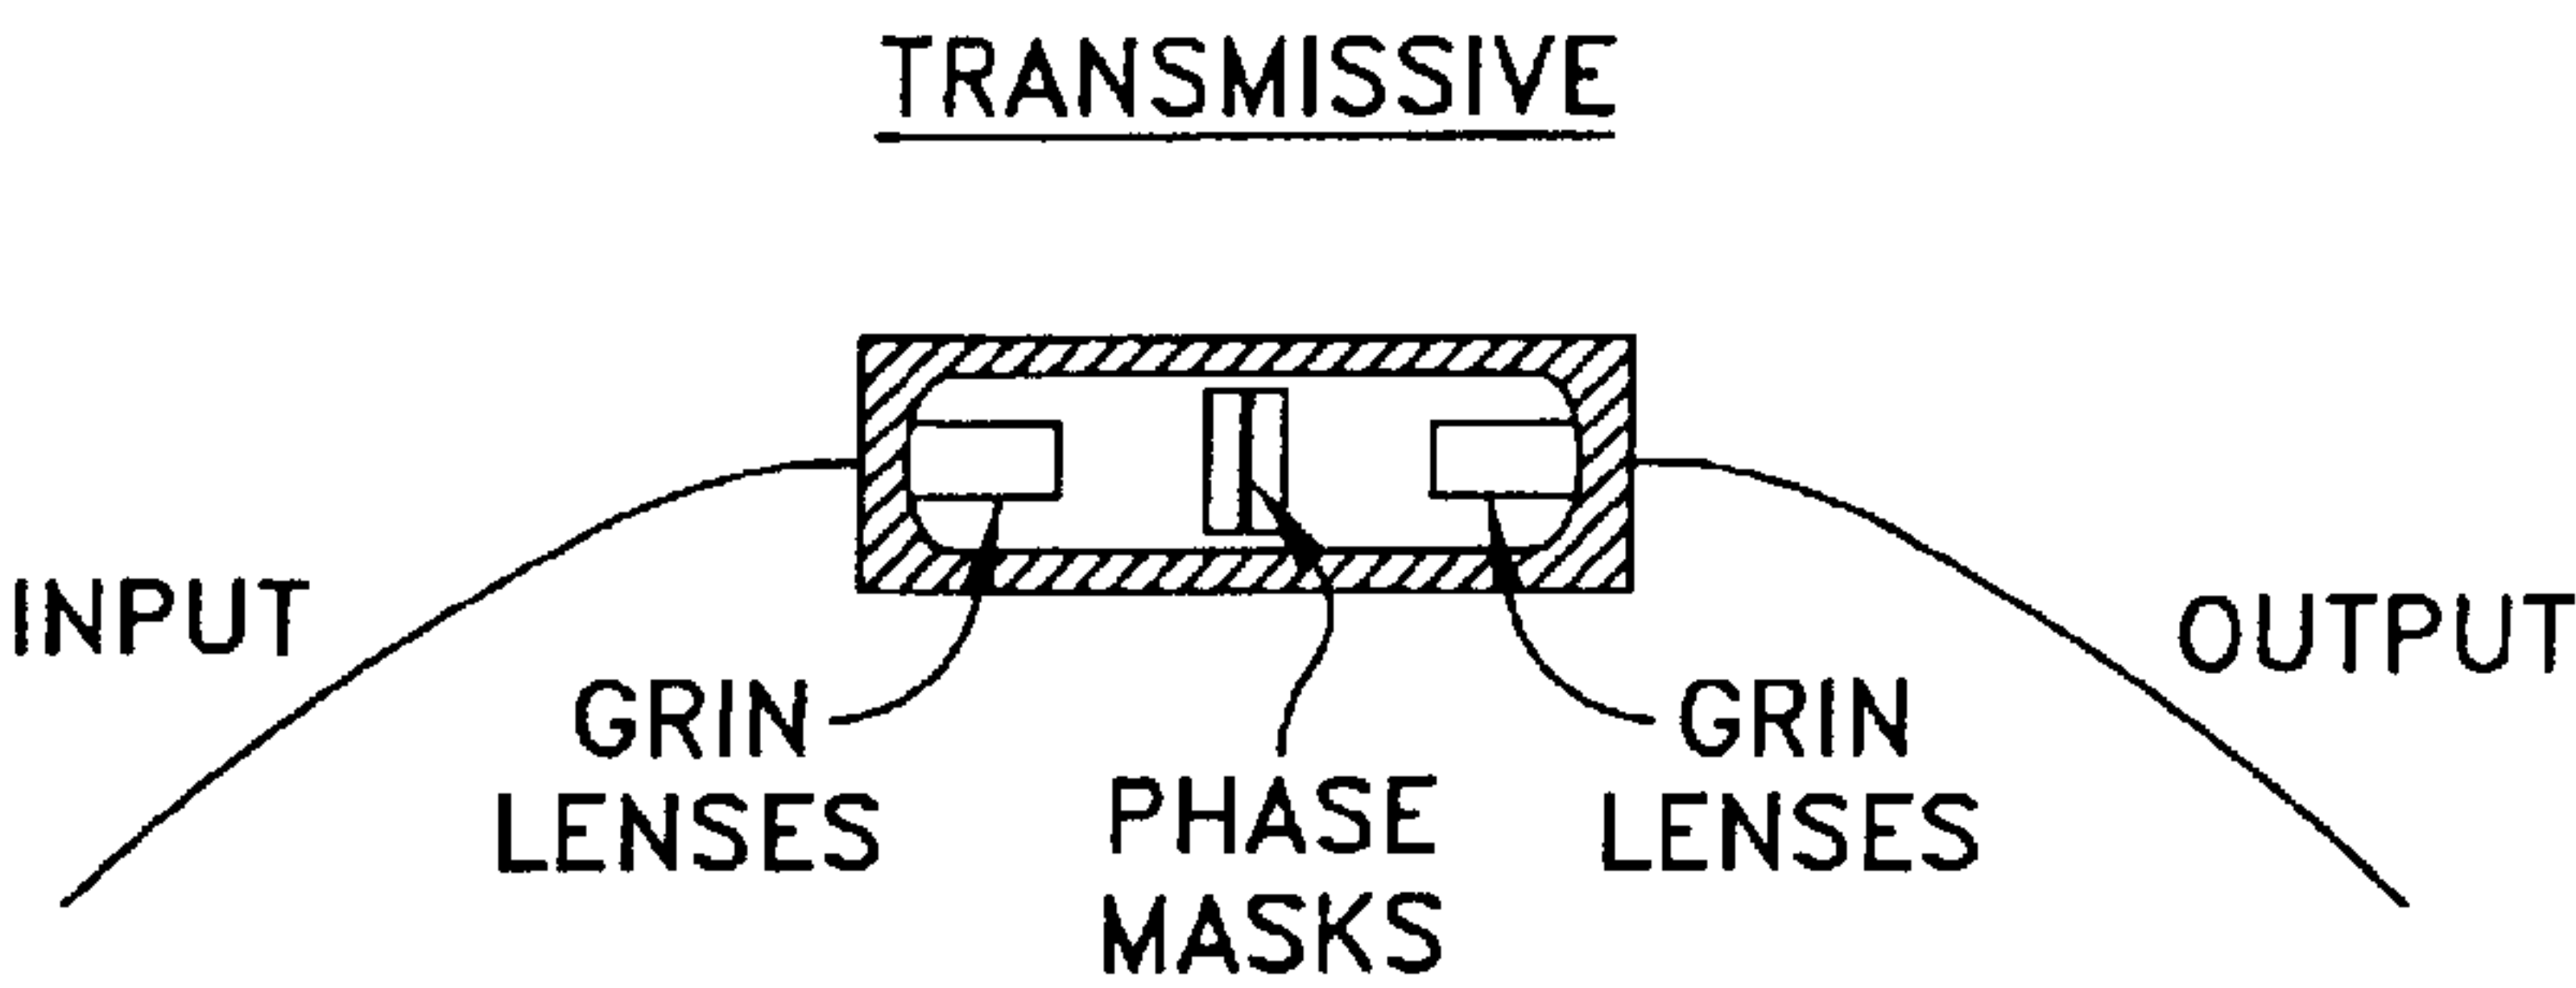 TRANSMISSIVE
INPUT
OUTPUT
GRIN
LENSES
PHASE
MASKS
GRIN
LENSES